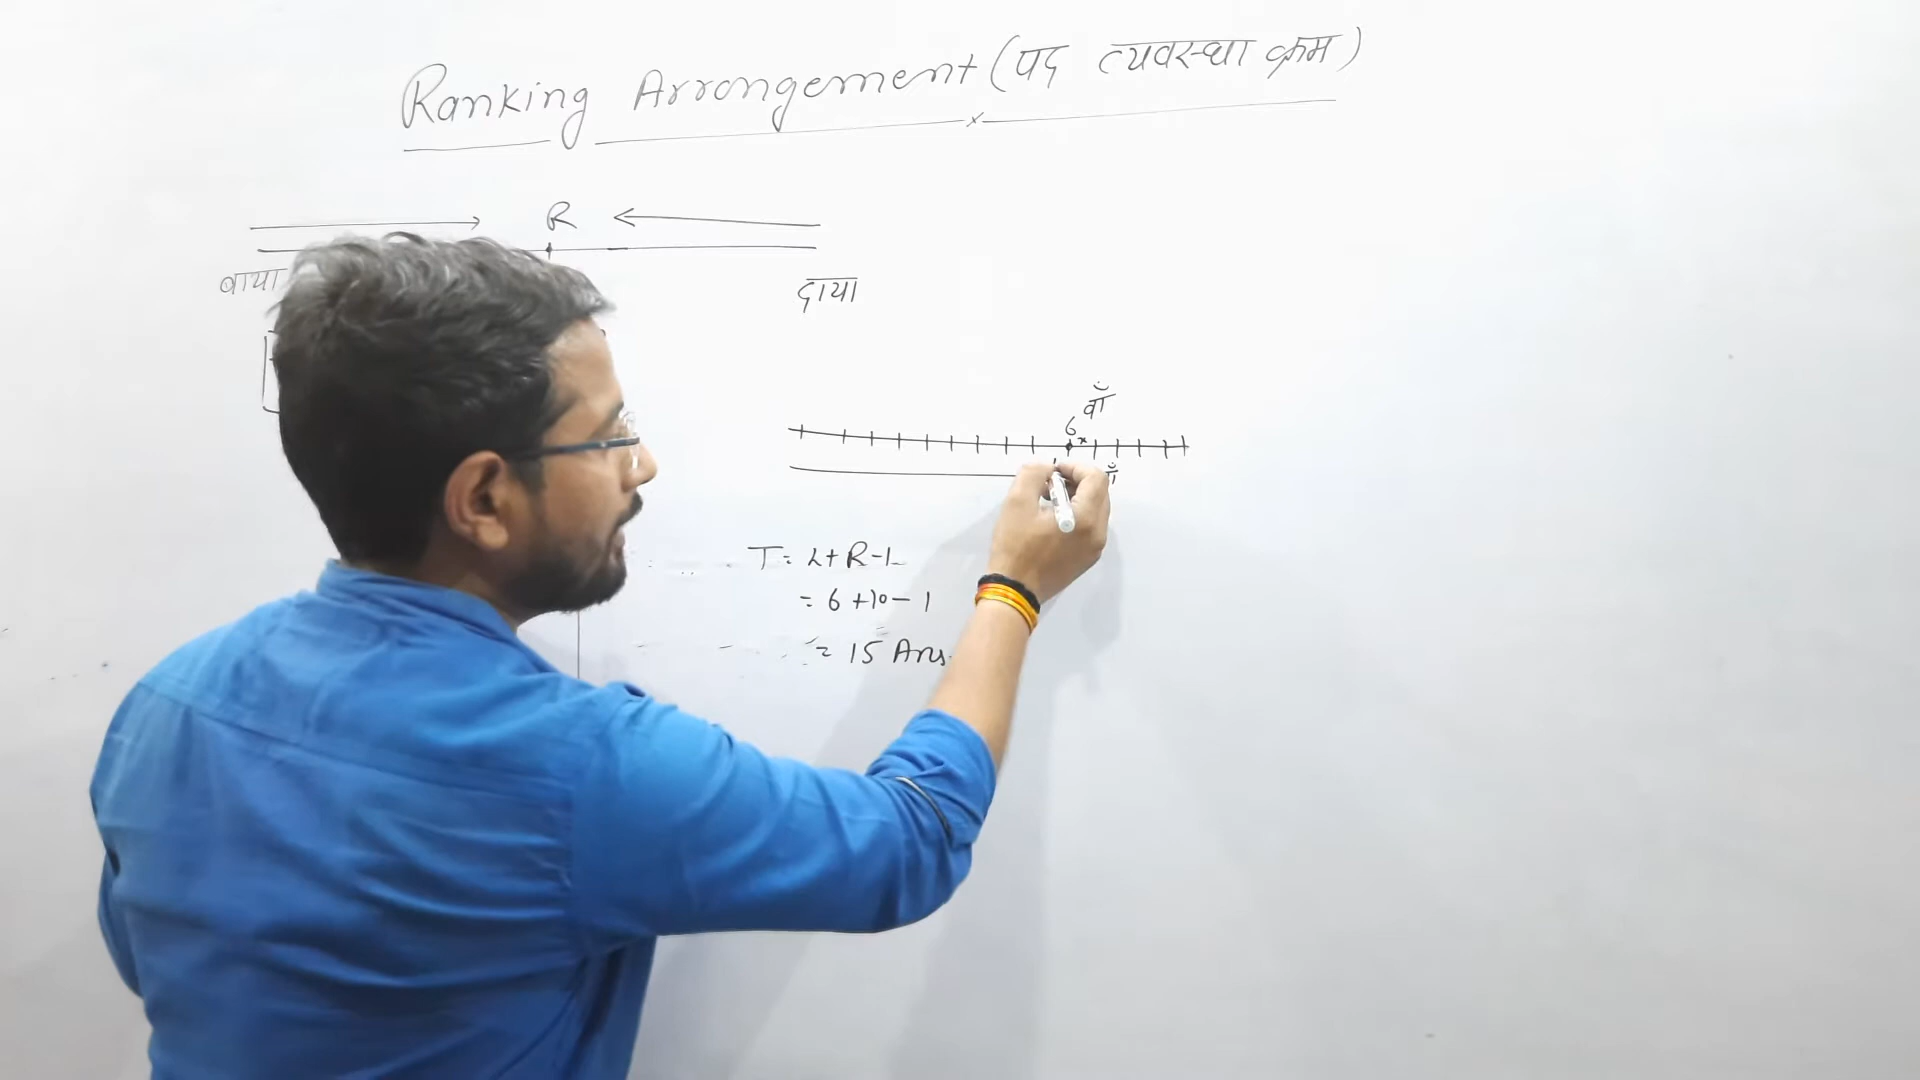 Ranking Arrangement (पद व्यवस्था क्रम)
R
बाया
दाया
6 वाँ
T = L+R-1
= 6+10-1
= 15 Ans.